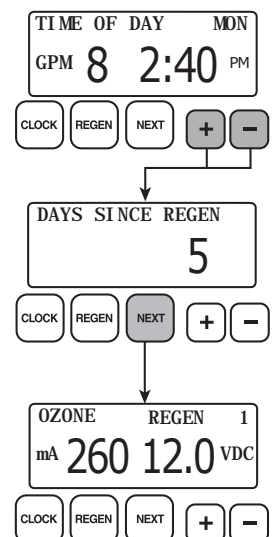 TIME OF DAY MON
GPM 8 2:40 PM
CLOCK REGEN NEXT + −
DAYS SINCE REGEN
5
CLOCK REGEN NEXT + −
OZONE REGEN 1
mA 260 12.0 VDC
CLOCK REGEN NEXT + −